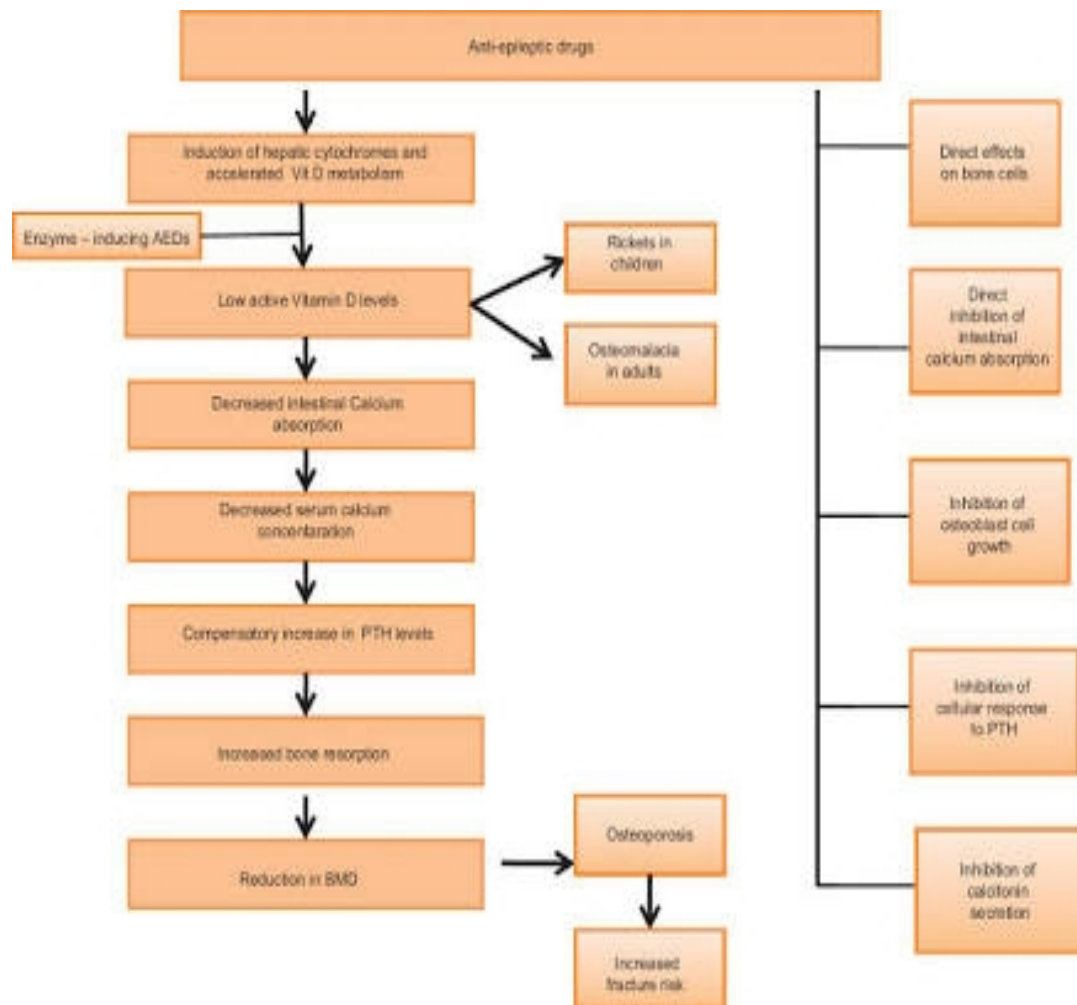 Anti-epileptic drugs
Induction of hepatic cytochromes and
accelerated Vit D metabolism
Enzyme – inducing AEDs
Low active Vitamin D levels
Rickets in
children
Osteomalacia
in adults
Decreased intestinal Calcium
absorption
Decreased serum calcium
concentaration
Compensatory increase in PTH levels
Increased bone resorption
Reduction in BMD
Osteoporosis
Increased
fracture risk
Direct effects
on bone cells
Direct
inhibition of
intestinal
calcium absorption
Inhibition of
osteoblast cell
growth
Inhibition of
cellular response
to PTH
Inhibition of
calcitonin
secretion